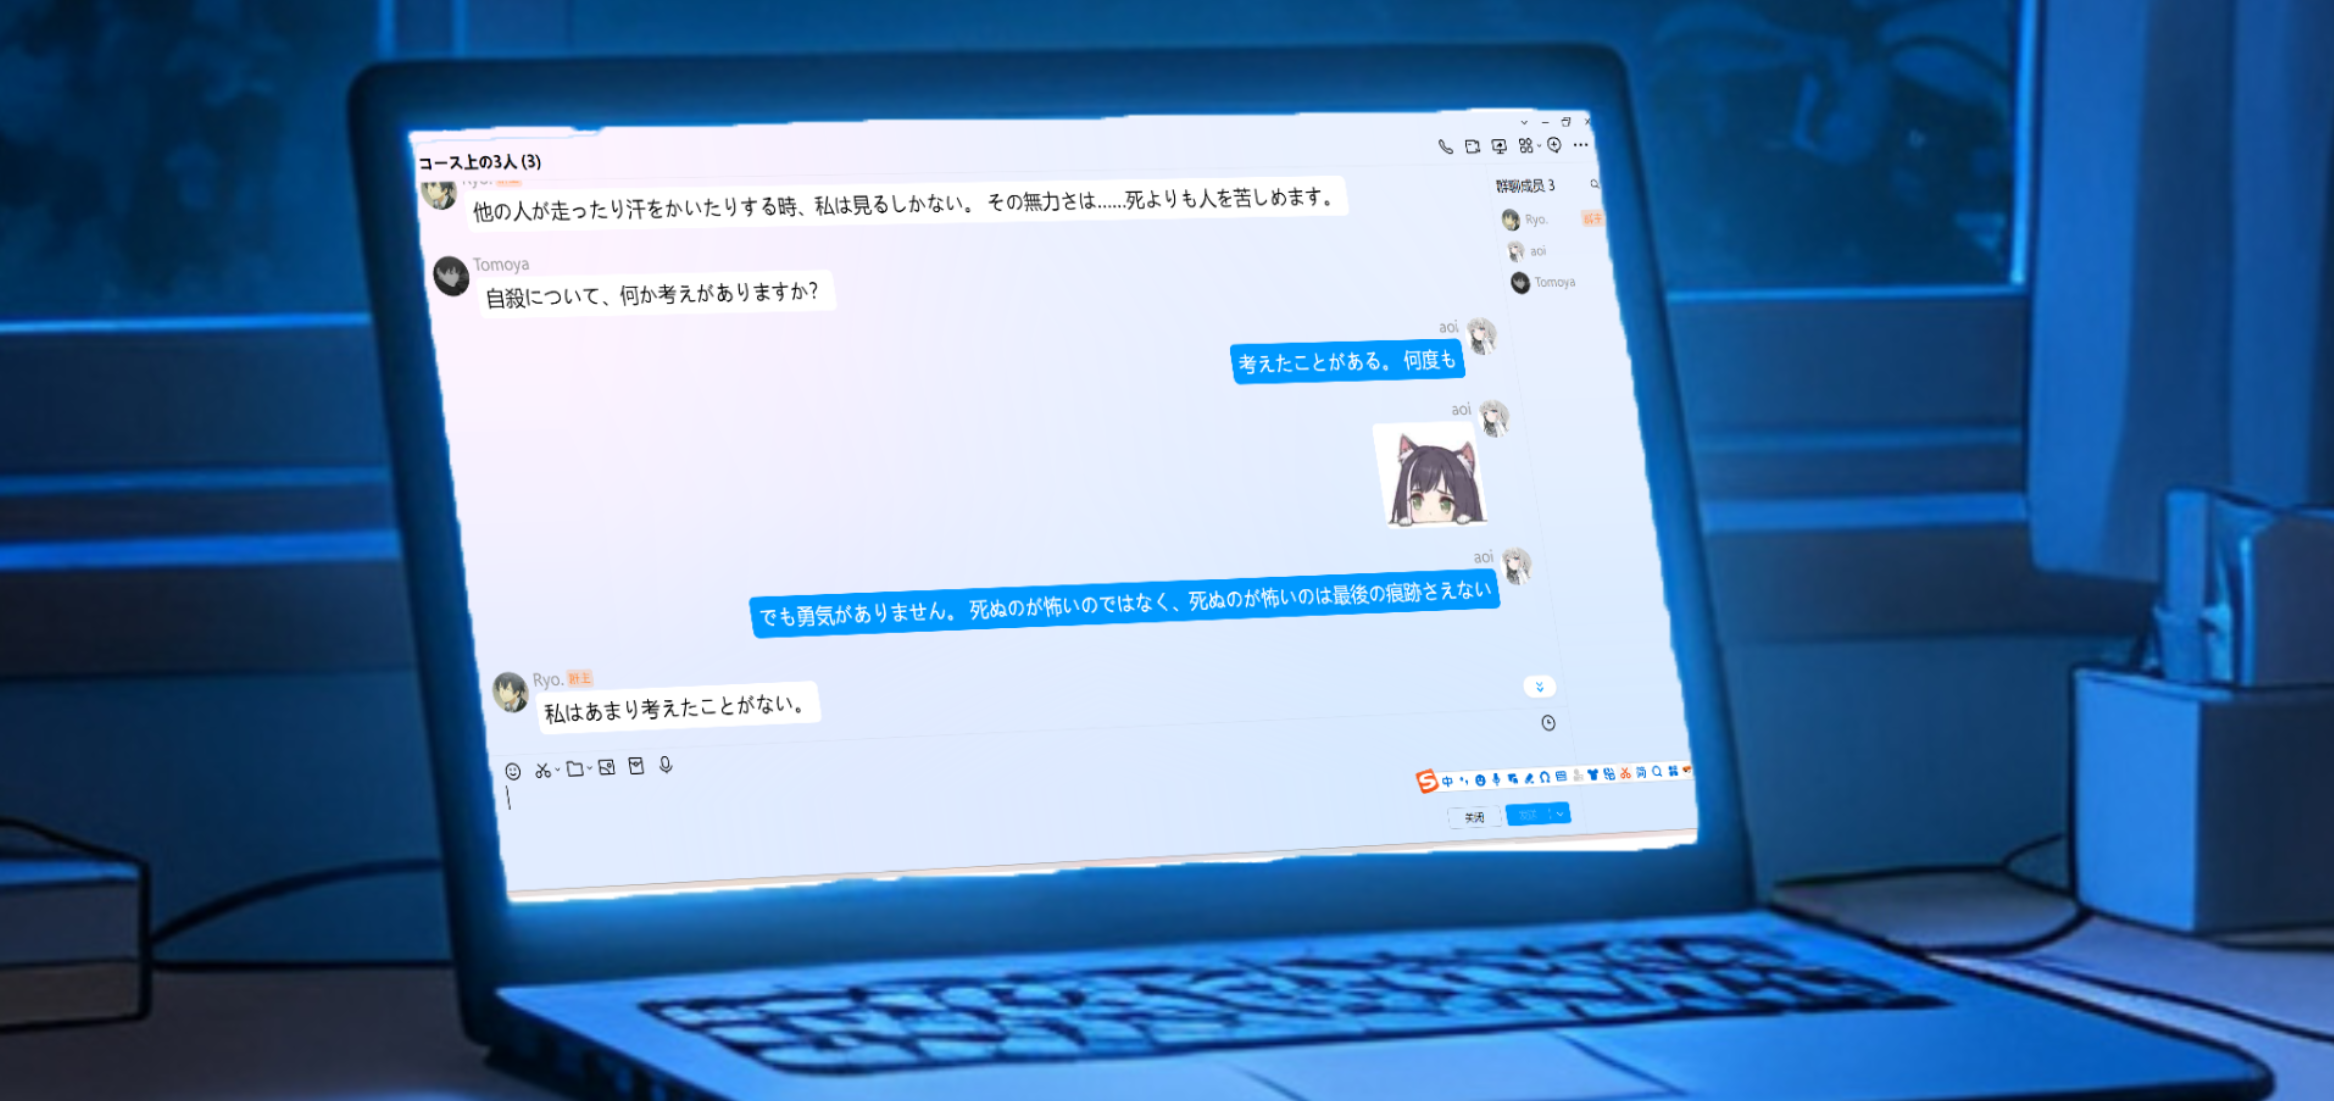 コース上の3人 (3)
Ryo.
他の人が走ったり汗をかいたりする時、私は見るしかない。 その無力さは......死よりも人を苦しめます。
Tomoya
自殺について、何か考えがありますか?
aoi
考えたことがある。 何度も
aoi
aoi
でも勇気がありません。 死ぬのが怖いのではなく、死ぬのが怖いのは最後の痕跡さえない
Ryo. 群主
私はあまり考えたことがない。
群聊成员 3
Ryo.
aoi
Tomoya
S 中 简
关闭 发送